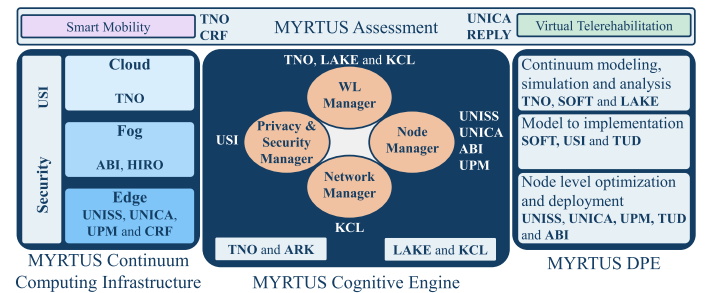 Smart Mobility
TNO
CRF
MYRTUS Assessment
UNICA
REPLY
Virtual Telerehabilitation
USI
Security
Cloud
TNO
Fog
ABI, HIRO
Edge
UNISS, UNICA,
UPM and CRF
MYRTUS Continuum
Computing Infrastructure
TNO, LAKE and KCL
WL
Manager
USI
Privacy &
Security
Manager
Node
Manager
UNISS
UNICA
ABI
UPM
Network
Manager
KCL
TNO and ARK
LAKE and KCL
MYRTUS Cognitive Engine
Continuum modeling,
simulation and analysis
TNO, SOFT and LAKE
Model to implementation
SOFT, USI and TUD
Node level optimization
and deployment
UNISS, UNICA, UPM, TUD
and ABI
MYRTUS DPE